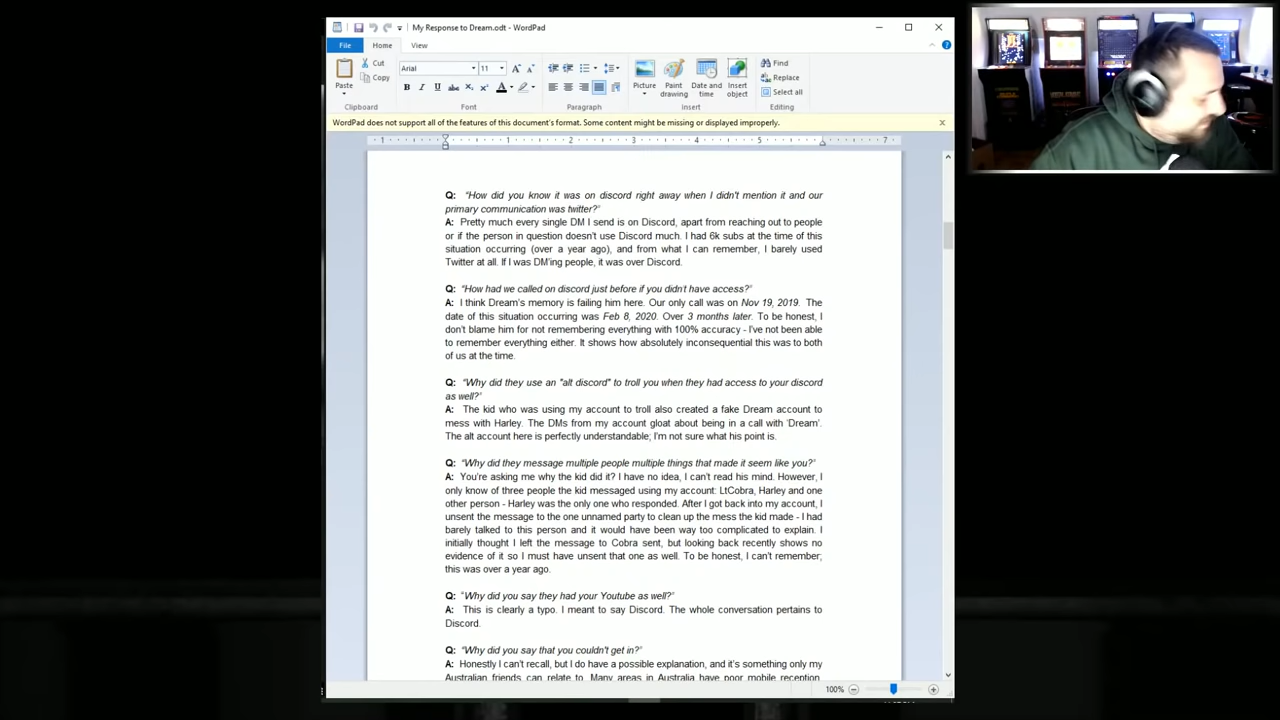 My Response to Dream.odt - WordPad
File Home View
Paste
Cut
Copy
Clipboard
Arial 11
Font
Paragraph
Picture
Paint drawing
Date and time
Insert object
Insert
Find
Replace
Select all
Editing
WordPad does not support all of the features of this document's format. Some content might be missing or displayed improperly.
1 1 2 3 4 5 7
Q: "How did you know it was on discord right away when I didn't mention it and our
primary communication was twitter?"
A: Pretty much every single DM I send is on Discord, apart from reaching out to people
or if the person in question doesn't use Discord much. I had 6k subs at the time of this
situation occurring (over a year ago), and from what I can remember, I barely used
Twitter at all. If I was DM'ing people, it was over Discord.
Q: "How had we called on discord just before if you didn't have access?"
A: I think Dream's memory is failing him here. Our only call was on Nov 19, 2019. The
date of this situation occurring was Feb 8, 2020. Over 3 months later. To be honest, I
don't blame him for not remembering everything with 100% accuracy - I've not been able
to remember everything either. It shows how absolutely inconsequential this was to both
of us at the time.
Q: "Why did they use an "alt discord" to troll you when they had access to your discord
as well?"
A: The kid who was using my account to troll also created a fake Dream account to
mess with Harley. The DMs from my account gloat about being in a call with 'Dream'.
The alt account here is perfectly understandable; I'm not sure what his point is.
Q: "Why did they message multiple people multiple things that made it seem like you?"
A: You're asking me why the kid did it? I have no idea, I can't read his mind. However, I
only know of three people the kid messaged using my account: LtCobra, Harley and one
other person - Harley was the only one who responded. After I got back into my account, I
unsent the message to the one unnamed party to clean up the mess the kid made - I had
barely talked to this person and it would have been way too complicated to explain. I
initially thought I left the message to Cobra sent, but looking back recently shows no
evidence of it so I must have unsent that one as well. To be honest, I can't remember;
this was over a year ago.
Q: "Why did you say they had your Youtube as well?"
A: This is clearly a typo. I meant to say Discord. The whole conversation pertains to
Discord.
Q: "Why did you say that you couldn't get in?"
A: Honestly I can't recall, but I do have a possible explanation, and it's something only my
Australian friends can relate to. Many areas in Australia have poor mobile reception,
100%